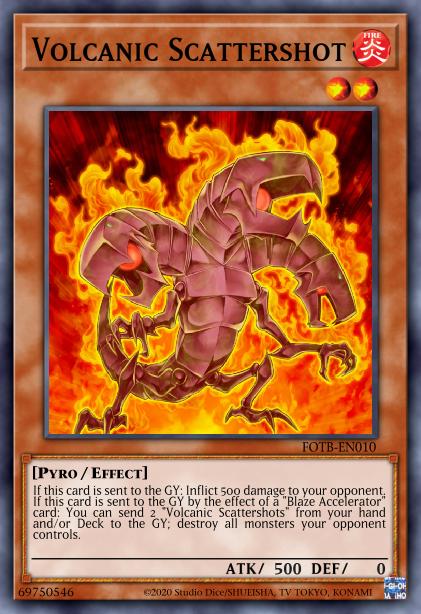 VOLCANIC SCATTERSHOT
FIRE
炎
FOTB-EN010
[PYRO / EFFECT]
If this card is sent to the GY: Inflict 500 damage to your opponent.
If this card is sent to the GY by the effect of a "Blaze Accelerator"
card: You can send 2 "Volcanic Scattershots" from your hand
and/or Deck to the GY; destroy all monsters your opponent
controls.
ATK/ 500 DEF/ 0
69750546
©2020 Studio Dice/SHUEISHA, TV TOKYO, KONAMI